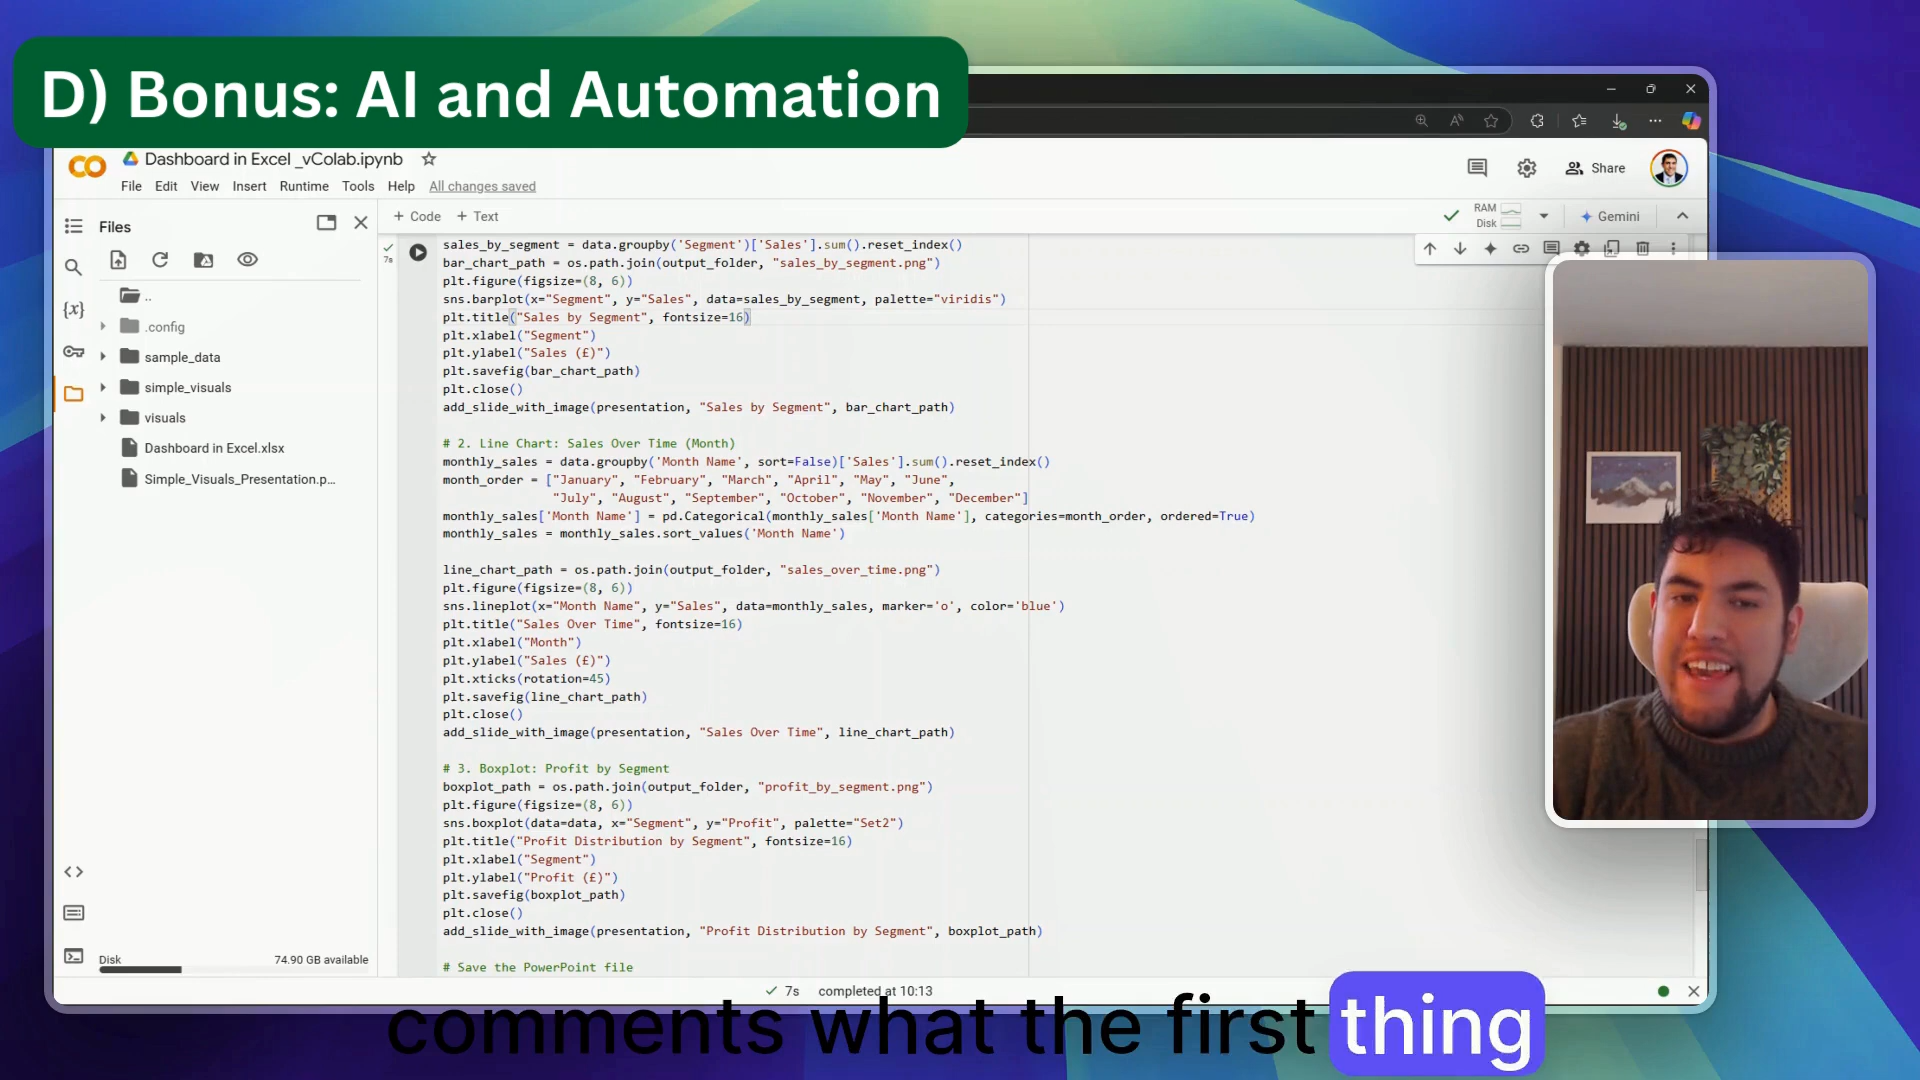 D) Bonus: AI and Automation
Dashboard in Excel _vColab.ipynb
File Edit View Insert Runtime Tools Help All changes saved
Share
Files
+ Code + Text
RAM
Disk
Gemini
7s
..
.config
sample_data
simple_visuals
visuals
Dashboard in Excel.xlsx
Simple_Visuals_Presentation.p...
Disk 74.90 GB available
sales_by_segment = data.groupby('Segment')['Sales'].sum().reset_index()
bar_chart_path = os.path.join(output_folder, "sales_by_segment.png")
plt.figure(figsize=(8, 6))
sns.barplot(x="Segment", y="Sales", data=sales_by_segment, palette="viridis")
plt.title("Sales by Segment", fontsize=16)
plt.xlabel("Segment")
plt.ylabel("Sales (£)")
plt.savefig(bar_chart_path)
plt.close()
add_slide_with_image(presentation, "Sales by Segment", bar_chart_path)
# 2. Line Chart: Sales Over Time (Month)
monthly_sales = data.groupby('Month Name', sort=False)['Sales'].sum().reset_index()
month_order = ["January", "February", "March", "April", "May", "June",
"July", "August", "September", "October", "November", "December"]
monthly_sales['Month Name'] = pd.Categorical(monthly_sales['Month Name'], categories=month_order, ordered=True)
monthly_sales = monthly_sales.sort_values('Month Name')
line_chart_path = os.path.join(output_folder, "sales_over_time.png")
plt.figure(figsize=(8, 6))
sns.lineplot(x="Month Name", y="Sales", data=monthly_sales, marker='o', color='blue')
plt.title("Sales Over Time", fontsize=16)
plt.xlabel("Month")
plt.ylabel("Sales (£)")
plt.xticks(rotation=45)
plt.savefig(line_chart_path)
plt.close()
add_slide_with_image(presentation, "Sales Over Time", line_chart_path)
# 3. Boxplot: Profit by Segment
boxplot_path = os.path.join(output_folder, "profit_by_segment.png")
plt.figure(figsize=(8, 6))
sns.boxplot(data=data, x="Segment", y="Profit", palette="Set2")
plt.title("Profit Distribution by Segment", fontsize=16)
plt.xlabel("Segment")
plt.ylabel("Profit (£)")
plt.savefig(boxplot_path)
plt.close()
add_slide_with_image(presentation, "Profit Distribution by Segment", boxplot_path)
# Save the PowerPoint file
7s completed at 10:13
comments what the first thing